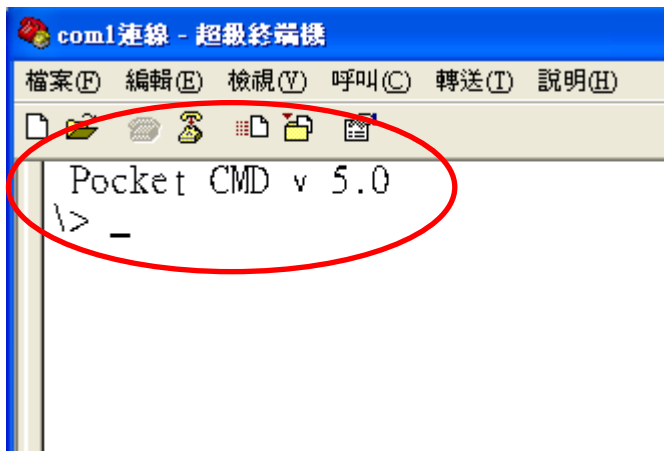 com1連線 - 超級終端機
檔案(F) 編輯(E) 檢視(V) 呼叫(C) 轉送(T) 說明(H)
Pocket CMD v 5.0
\> _